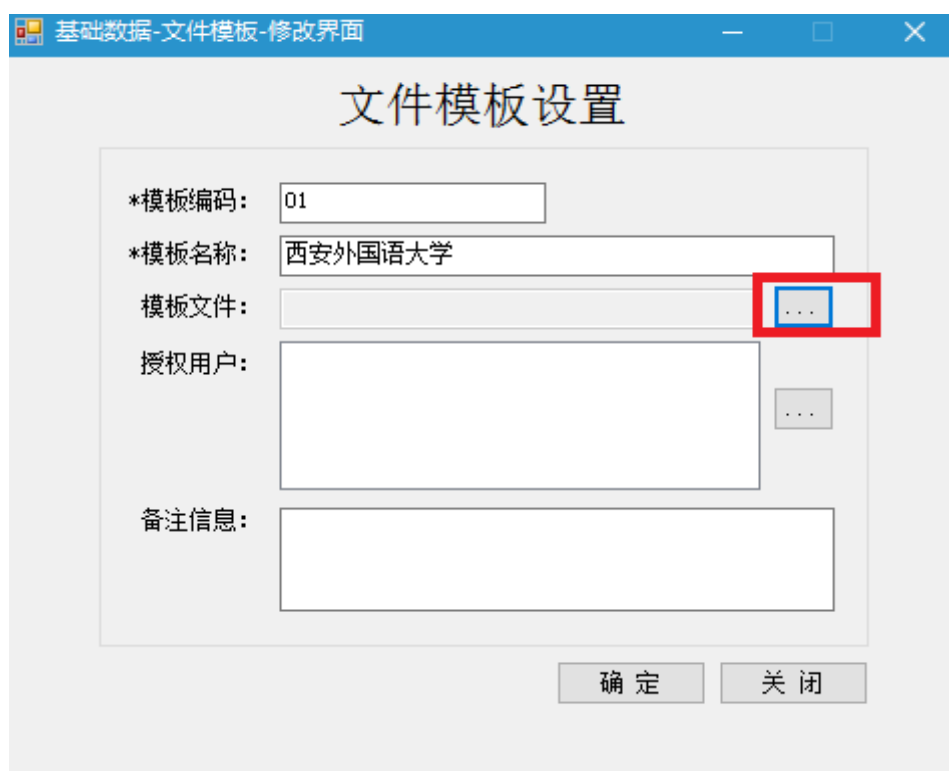 基础数据-文件模板-修改界面
文件模板设置
*模板编码: 01
*模板名称: 西安外国语大学
模板文件: ...
授权用户:
...
备注信息:
确 定 关 闭